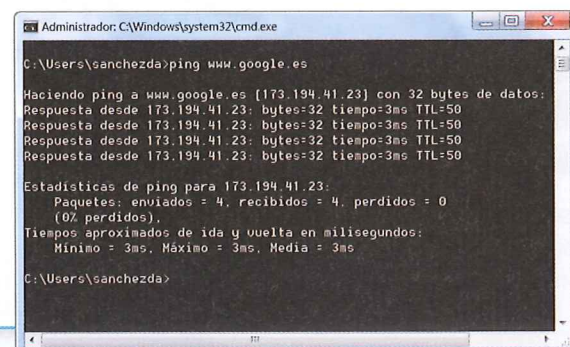 Administrador: C:\Windows\system32\cmd.exe
C:\Users\sanchezda>ping www.google.es
Haciendo ping a www.google.es [173.194.41.23] con 32 bytes de datos:
Respuesta desde 173.194.41.23: bytes=32 tiempo=3ms TTL=50
Respuesta desde 173.194.41.23: bytes=32 tiempo=3ms TTL=50
Respuesta desde 173.194.41.23: bytes=32 tiempo=3ms TTL=50
Respuesta desde 173.194.41.23: bytes=32 tiempo=3ms TTL=50
Estadísticas de ping para 173.194.41.23:
Paquetes: enviados = 4, recibidos = 4, perdidos = 0
(0% perdidos),
Tiempos aproximados de ida y vuelta en milisegundos:
Mínimo = 3ms, Máximo = 3ms, Media = 3ms
C:\Users\sanchezda>